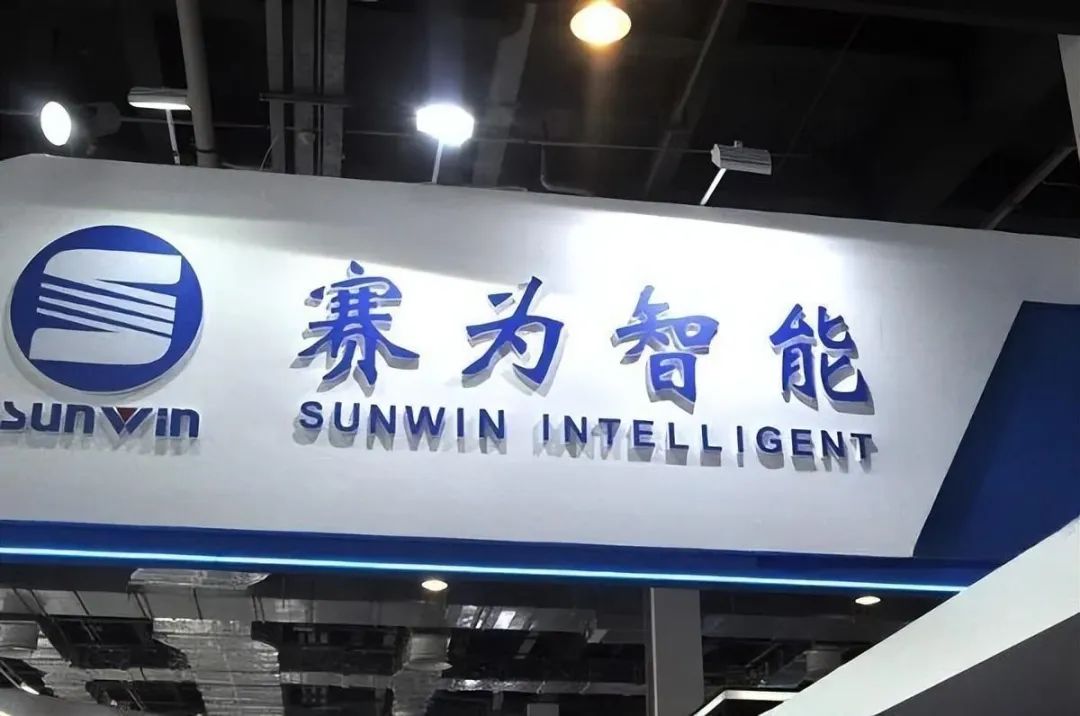 赛为智能
SUNWIN INTELLIGENT
sunwin